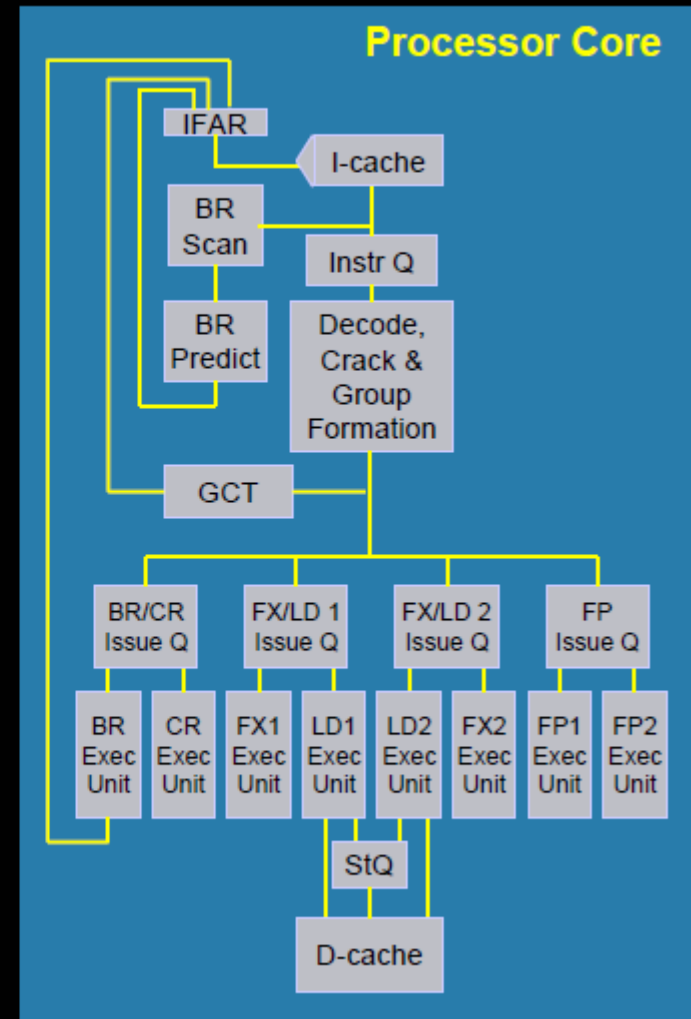 Processor Core
IFAR
I-cache
BR
Scan
Instr Q
BR
Predict
Decode,
Crack &
Group
Formation
GCT
BR/CR
Issue Q
FX/LD 1
Issue Q
FX/LD 2
Issue Q
FP
Issue Q
BR
Exec
Unit
CR
Exec
Unit
FX1
Exec
Unit
LD1
Exec
Unit
LD2
Exec
Unit
FX2
Exec
Unit
FP1
Exec
Unit
FP2
Exec
Unit
StQ
D-cache